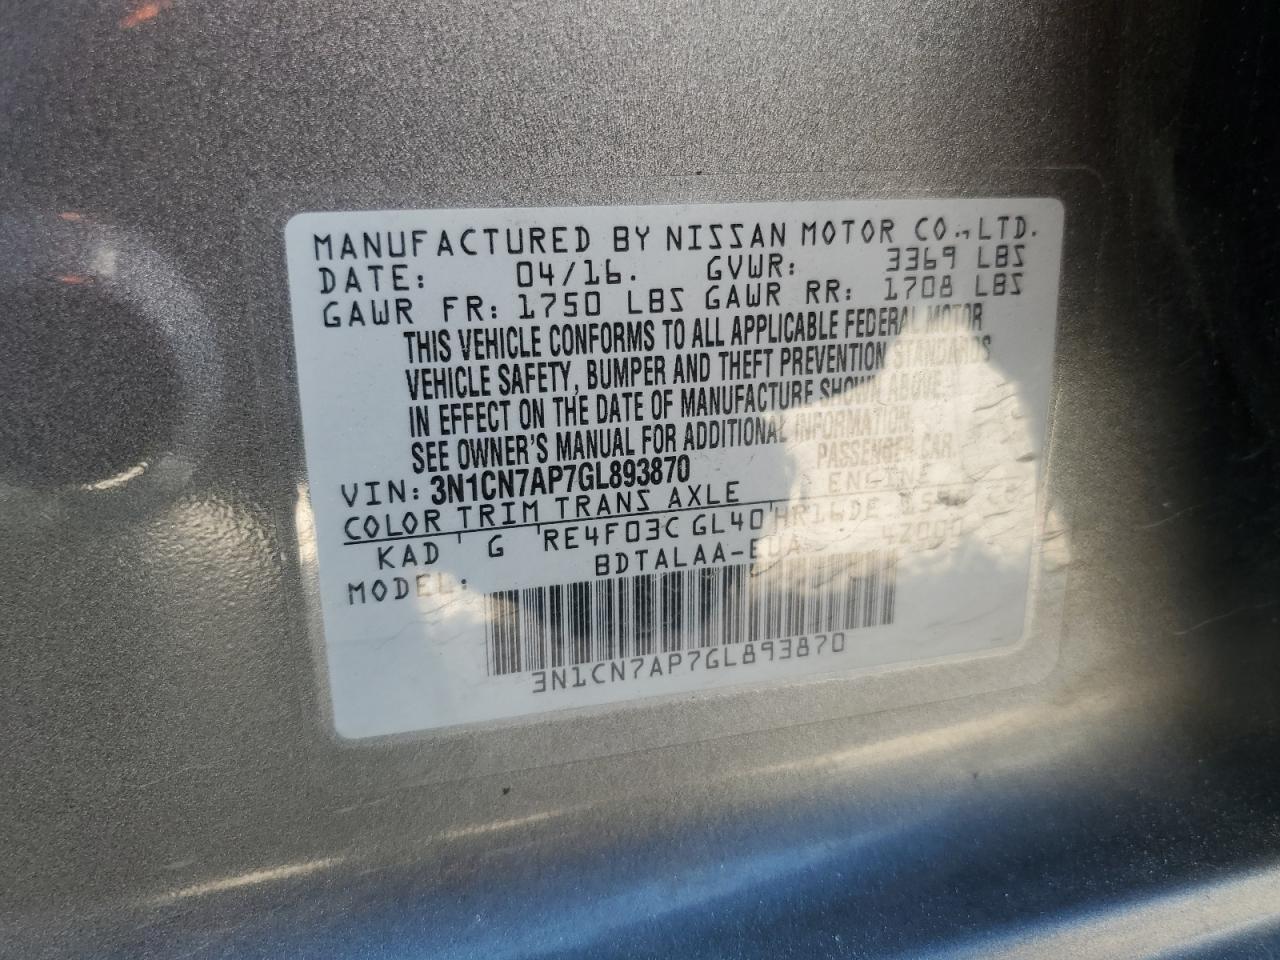 MANUFACTURED BY NISSAN MOTOR CO., LTD.
DATE: 04/16. GVWR: 3369 LBS
GAWR FR: 1750 LBS GAWR RR: 1708 LBS
THIS VEHICLE CONFORMS TO ALL APPLICABLE FEDERAL MOTOR
VEHICLE SAFETY, BUMPER AND THEFT PREVENTION STANDARDS
IN EFFECT ON THE DATE OF MANUFACTURE SHOWN ABOVE.
SEE OWNER'S MANUAL FOR ADDITIONAL INFORMATION.
VIN: 3N1CN7AP7GL893870 PASSENGER CAR
COLOR TRIM TRANS AXLE ENGINE
KAD G RE4F03C GL40 HR16DE
MODEL: BDTALAA-EUA
3N1CN7AP7GL893870